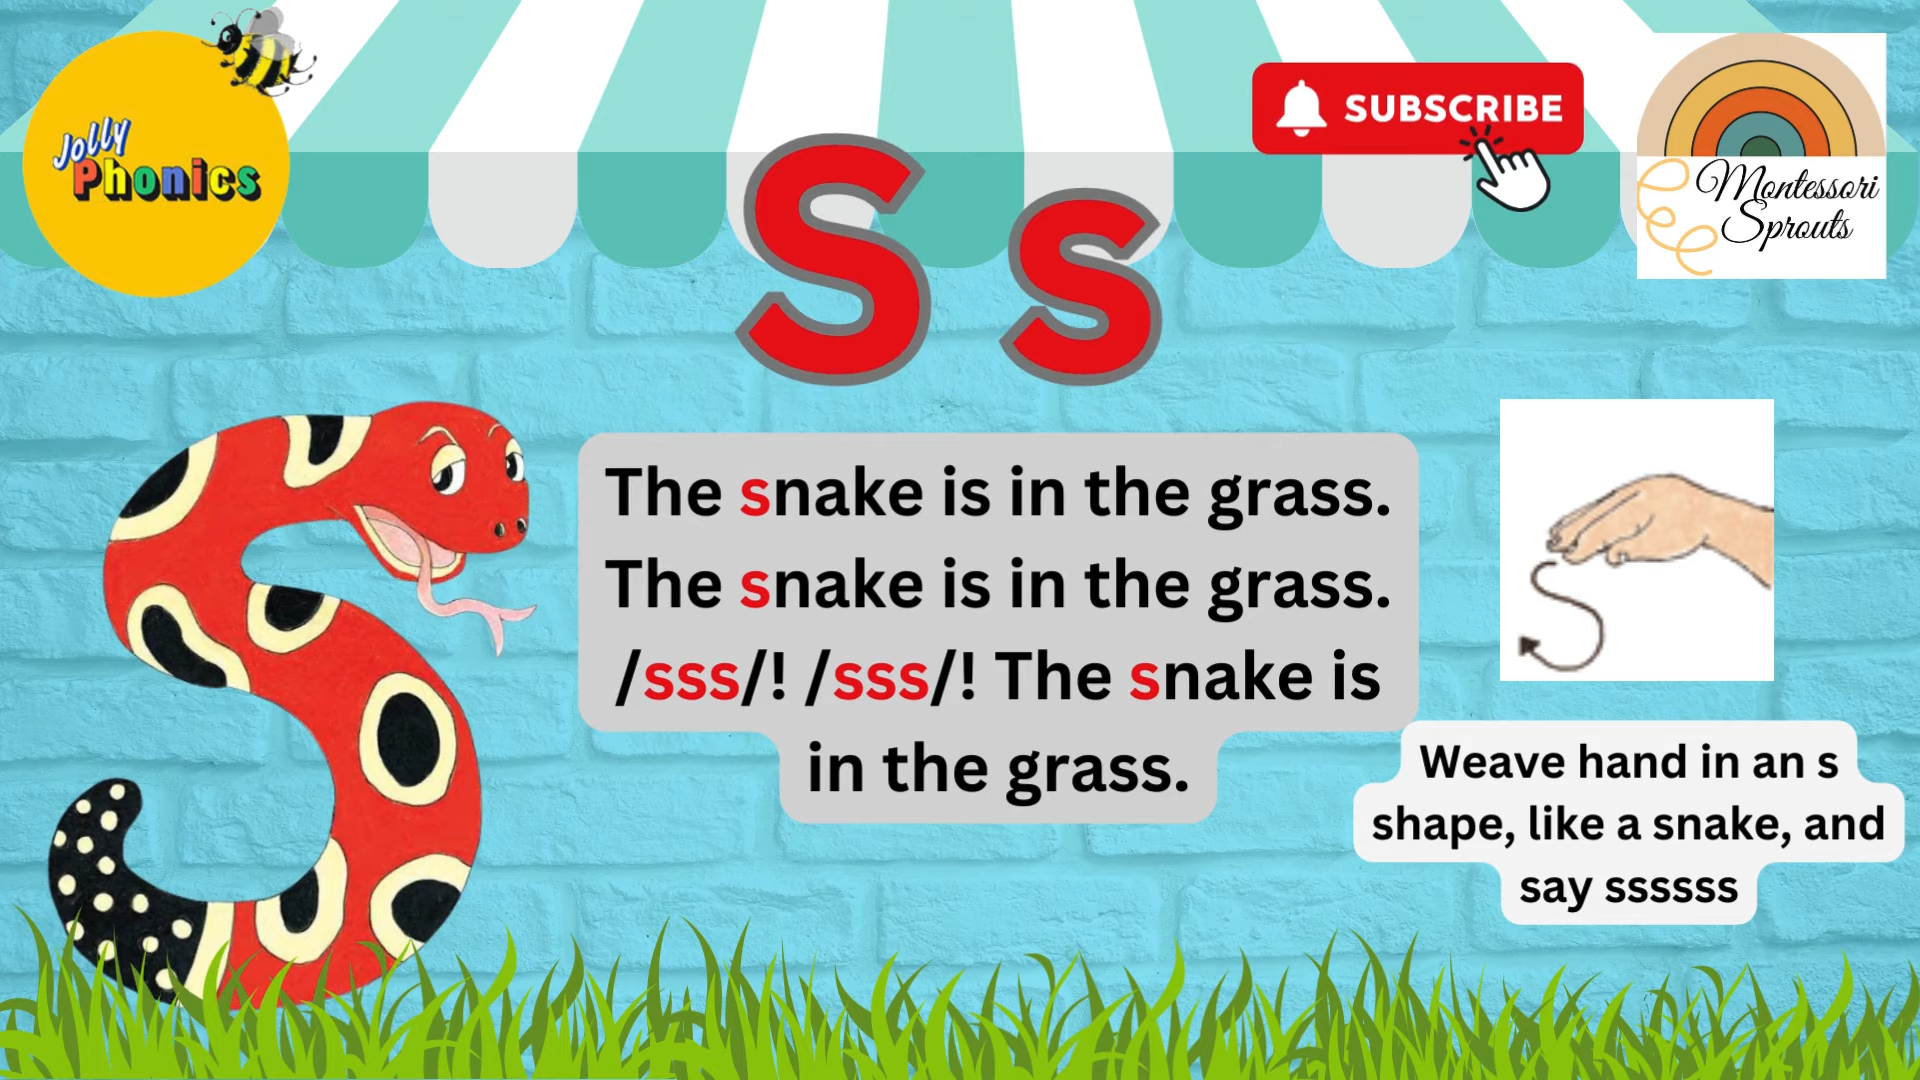 Jolly
Phonics
SUBSCRIBE
Montessori
Sprouts
S s
The snake is in the grass.
The snake is in the grass.
/sss/! /sss/! The snake is
in the grass.
Weave hand in an s
shape, like a snake, and
say ssssss